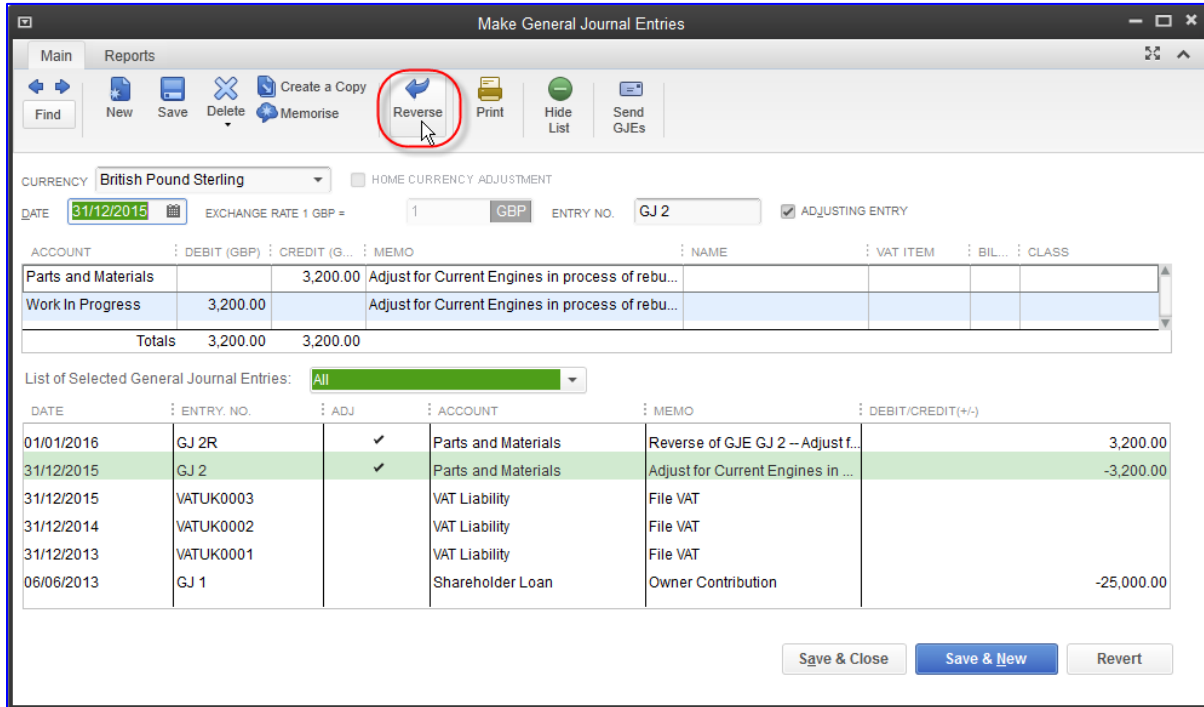 Make General Journal Entries
Main Reports
Find New Save Delete Create a Copy Memorise Reverse Print Hide List Send GJEs
CURRENCY British Pound Sterling HOME CURRENCY ADJUSTMENT
DATE 31/12/2015 EXCHANGE RATE 1 GBP = 1 GBP ENTRY NO. GJ 2 ADJUSTING ENTRY
ACCOUNT DEBIT (GBP) CREDIT (G... MEMO NAME VAT ITEM BIL... CLASS
Parts and Materials 3,200.00 Adjust for Current Engines in process of rebu...
Work In Progress 3,200.00 Adjust for Current Engines in process of rebu...
Totals 3,200.00 3,200.00
List of Selected General Journal Entries: All
DATE ENTRY. NO. ADJ ACCOUNT MEMO DEBIT/CREDIT(+/-)
01/01/2016 GJ 2R ✔ Parts and Materials Reverse of GJE GJ 2 -- Adjust f... 3,200.00
31/12/2015 GJ 2 ✔ Parts and Materials Adjust for Current Engines in ... -3,200.00
31/12/2015 VATUK0003 VAT Liability File VAT
31/12/2014 VATUK0002 VAT Liability File VAT
31/12/2013 VATUK0001 VAT Liability File VAT
06/06/2013 GJ 1 Shareholder Loan Owner Contribution -25,000.00
Save & Close Save & New Revert